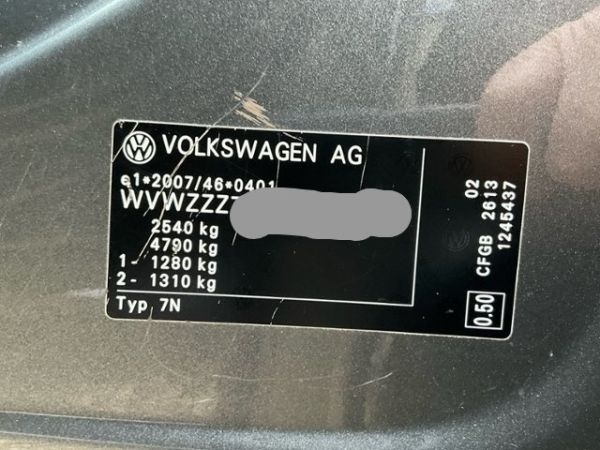 VOLKSWAGEN AG
e1*2007/46*0401
WVWZZZ
2540 kg
4790 kg
1 - 1280 kg
2 - 1310 kg
Typ 7N
02
CFGB 2613
1245437
0.50